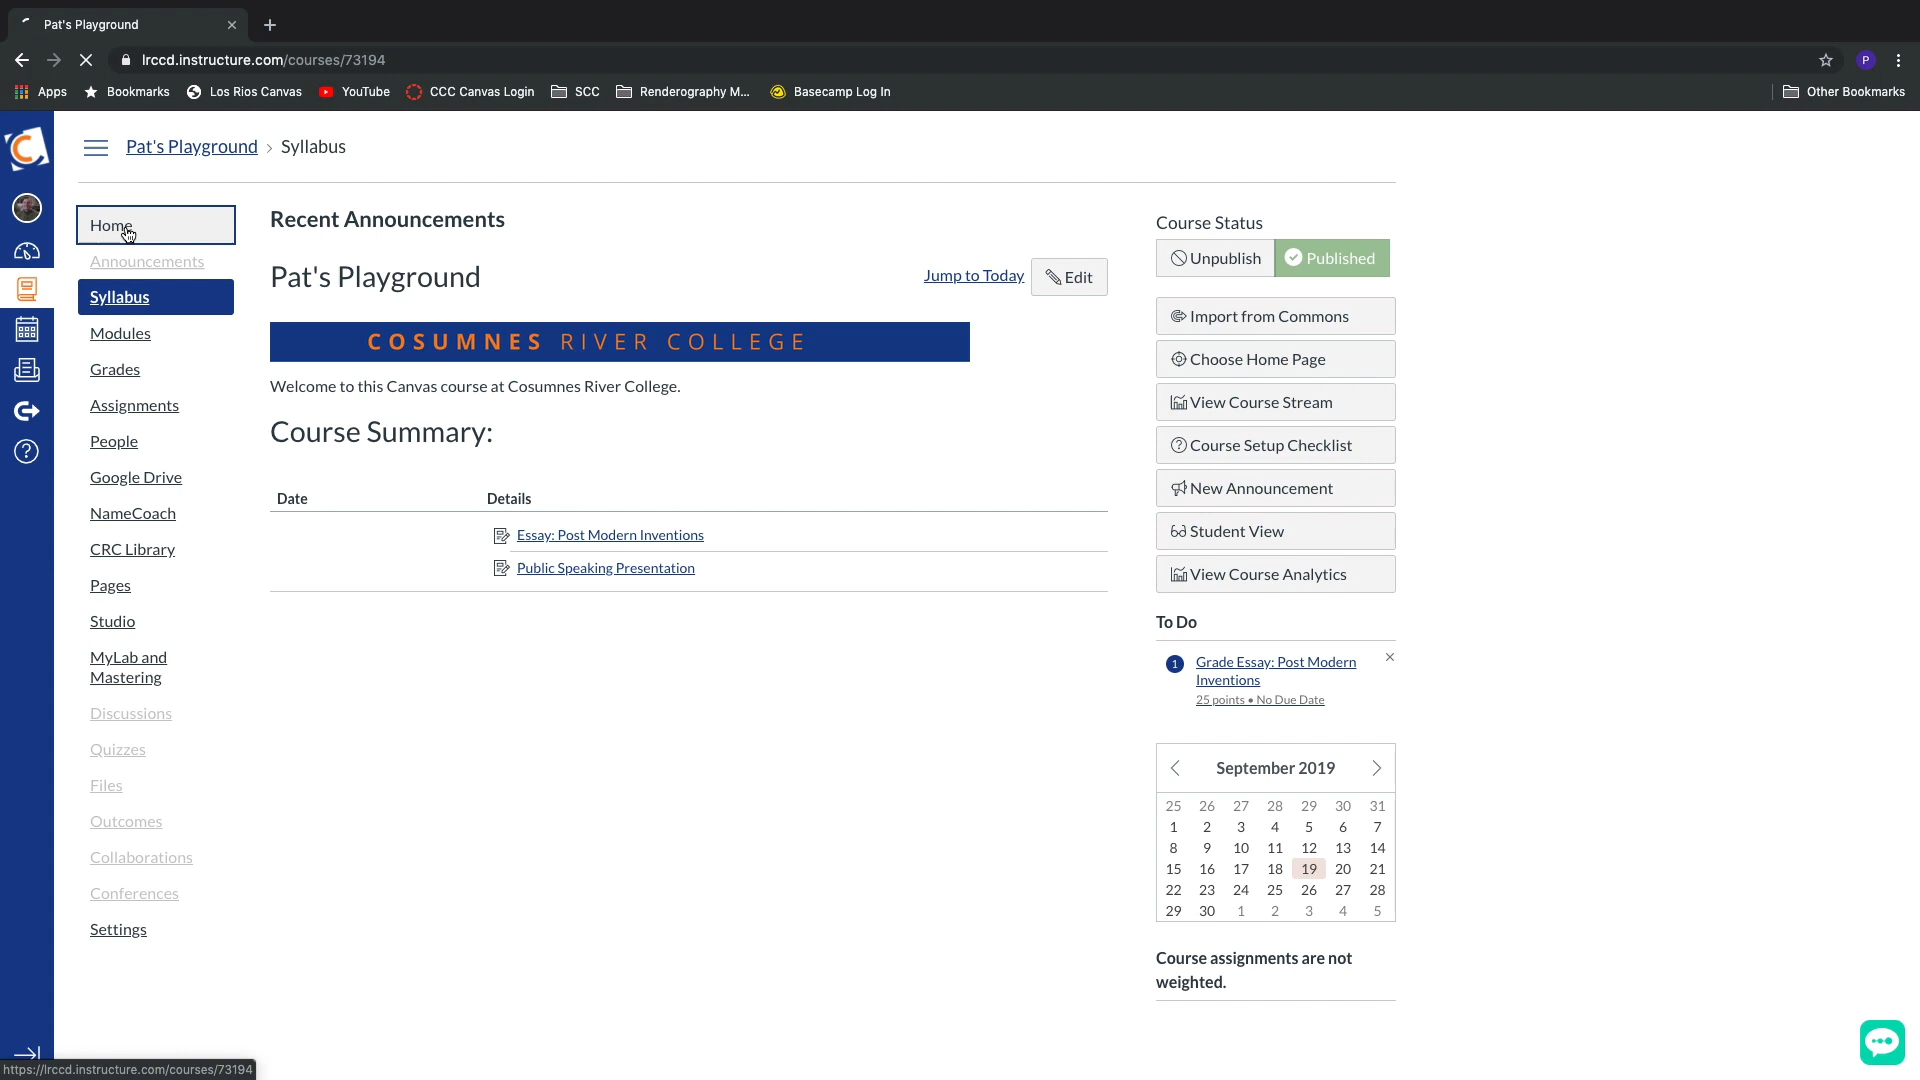 Pat's Playground
lrccd.instructure.com/courses/73194
P
Apps
Bookmarks
Los Rios Canvas
YouTube
CCC Canvas Login
SCC
Renderography M...
Basecamp Log In
Other Bookmarks
Pat's Playground > Syllabus
Home
Announcements
Syllabus
Modules
Grades
Assignments
People
Google Drive
NameCoach
CRC Library
Pages
Studio
MyLab and
Mastering
Discussions
Quizzes
Files
Outcomes
Collaborations
Conferences
Settings
Recent Announcements
Pat's Playground
Jump to Today
Edit
COSUMNES RIVER COLLEGE
Welcome to this Canvas course at Cosumnes River College.
Course Summary:
Date Details
Essay: Post Modern Inventions
Public Speaking Presentation
Course Status
Unpublish
Published
Import from Commons
Choose Home Page
View Course Stream
Course Setup Checklist
New Announcement
Student View
View Course Analytics
To Do
1
Grade Essay: Post Modern
Inventions
25 points • No Due Date
September 2019
25 26 27 28 29 30 31
1 2 3 4 5 6 7
8 9 10 11 12 13 14
15 16 17 18 19 20 21
22 23 24 25 26 27 28
29 30 1 2 3 4 5
Course assignments are not
weighted.
https://lrccd.instructure.com/courses/73194